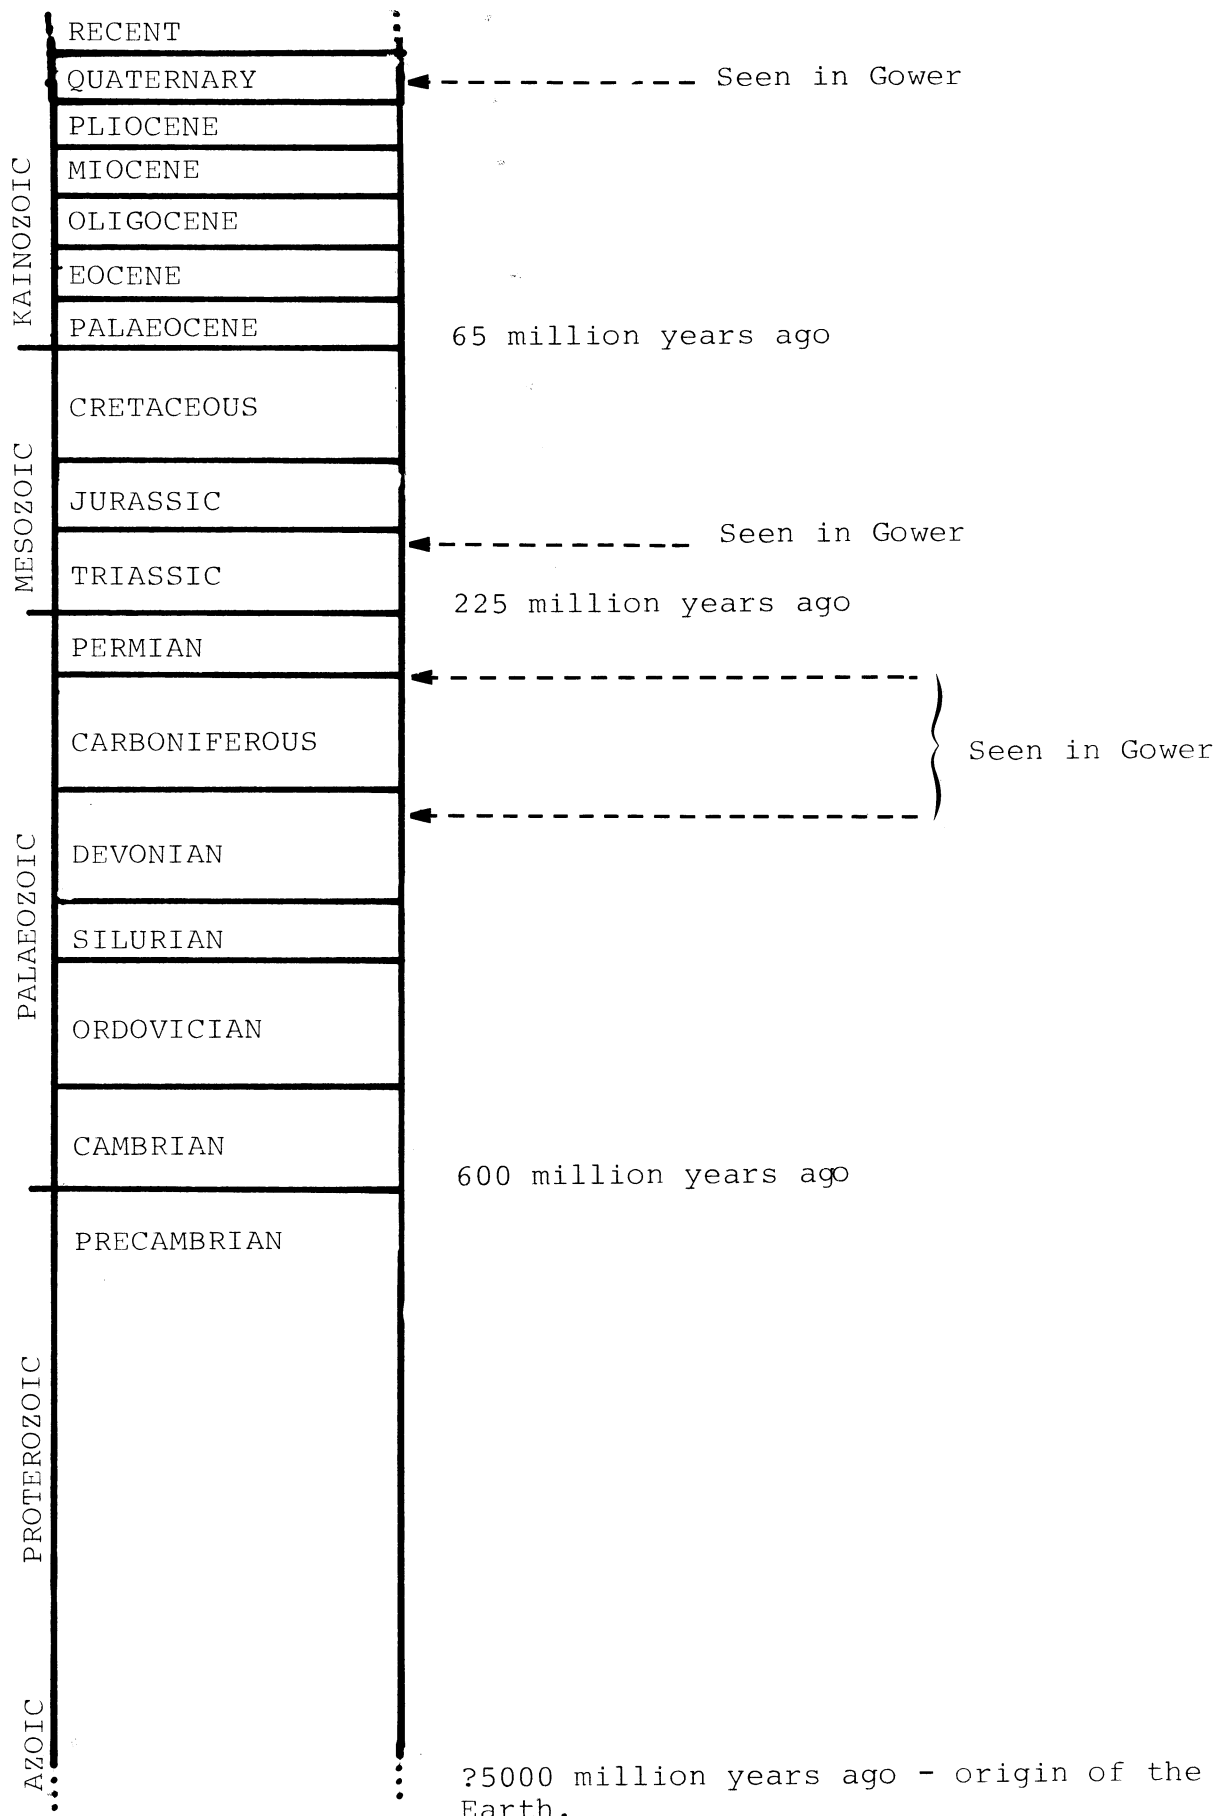 RECENT
QUATERNARY
Seen in Gower
PLIOCENE
MIOCENE
OLIGOCENE
EOCENE
PALAEOCENE
KAINOZOIC
65 million years ago
CRETACEOUS
JURASSIC
Seen in Gower
TRIASSIC
MESOZOIC
225 million years ago
PERMIAN
CARBONIFEROUS
Seen in Gower
DEVONIAN
SILURIAN
ORDOVICIAN
CAMBRIAN
PALAEOZOIC
600 million years ago
PRECAMBRIAN
PROTEROZOIC
AZOIC
?5000 million years ago - origin of the
Earth.